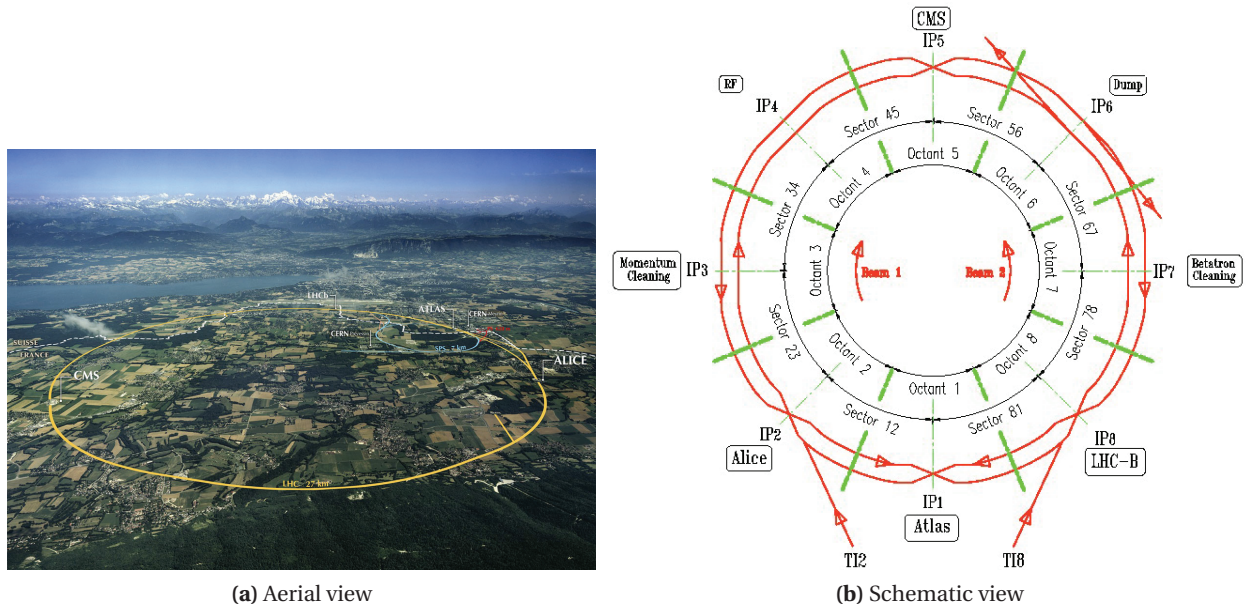 SUISSE
FRANCE
CMS
LHCb
CERN
ATLAS
CERN
SPS 7 km
ALICE
LHC 27 km
(a) Aerial view
CMS
IP5
RF
IP4
Dump
IP6
Sector 45
Sector 56
Octant 5
Octant 4
Octant 6
Sector 34
Sector 67
Momentum
Cleaning
IP3
Octant 3
Beam 1
Beam 2
Octant 7
IP7
Betatron
Cleaning
Sector 23
Sector 78
Octant 2
Octant 8
Octant 1
Sector 12
Sector 81
IP2
Alice
IP8
LHC-B
IP1
Atlas
TI2
TI8
(b) Schematic view